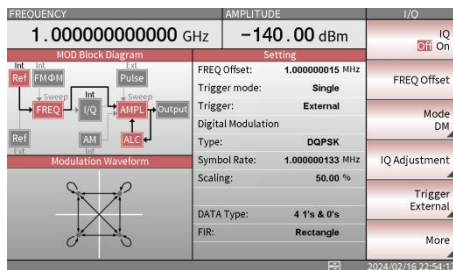 FREQUENCY
AMPLITUDE
I/Q
1.000000000000 GHz
−140.00 dBm
IQ
Off On
MOD Block Diagram
Setting
Int
Int
Ext
Ref
FMΦM
Pulse
Sweep
Int
Sweep
FREQ
I/Q
AMPL
Output
Ref
AM
ALC
Ext
Int
Modulation Waveform
FREQ Offset: 1.000000015 MHz
Trigger mode: Single
Trigger: External
Digital Modulation
Type: DQPSK
Symbol Rate: 1.000000133 MHz
Scaling: 50.00 %
DATA Type: 4 1's & 0's
FIR: Rectangle
FREQ Offset
Mode
DM
IQ Adjustment
Trigger
External
More
2024/02/16 22:54:17